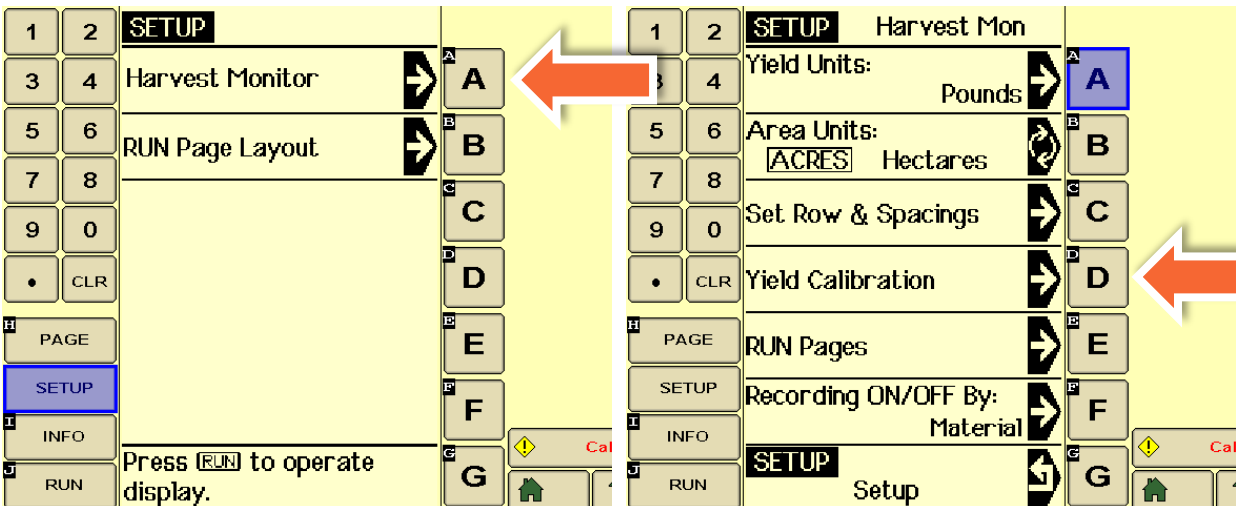 1 2
3 4
5 6
7 8
9 0
• CLR
H
PAGE
SETUP
I
INFO
J
RUN
SETUP
Harvest Monitor
RUN Page Layout
Press RUN to operate
display.
A
A
B
B
C
C
D
D
E
E
F
F
G
G
Cal
1 2
4
5 6
7 8
9 0
• CLR
H
PAGE
SETUP
I
INFO
J
RUN
SETUP Harvest Mon
Yield Units:
Pounds
Area Units:
ACRES Hectares
Set Row & Spacings
Yield Calibration
RUN Pages
Recording ON/OFF By:
Material
SETUP
Setup
A
A
B
B
C
C
D
D
E
E
F
F
G
G
Cal